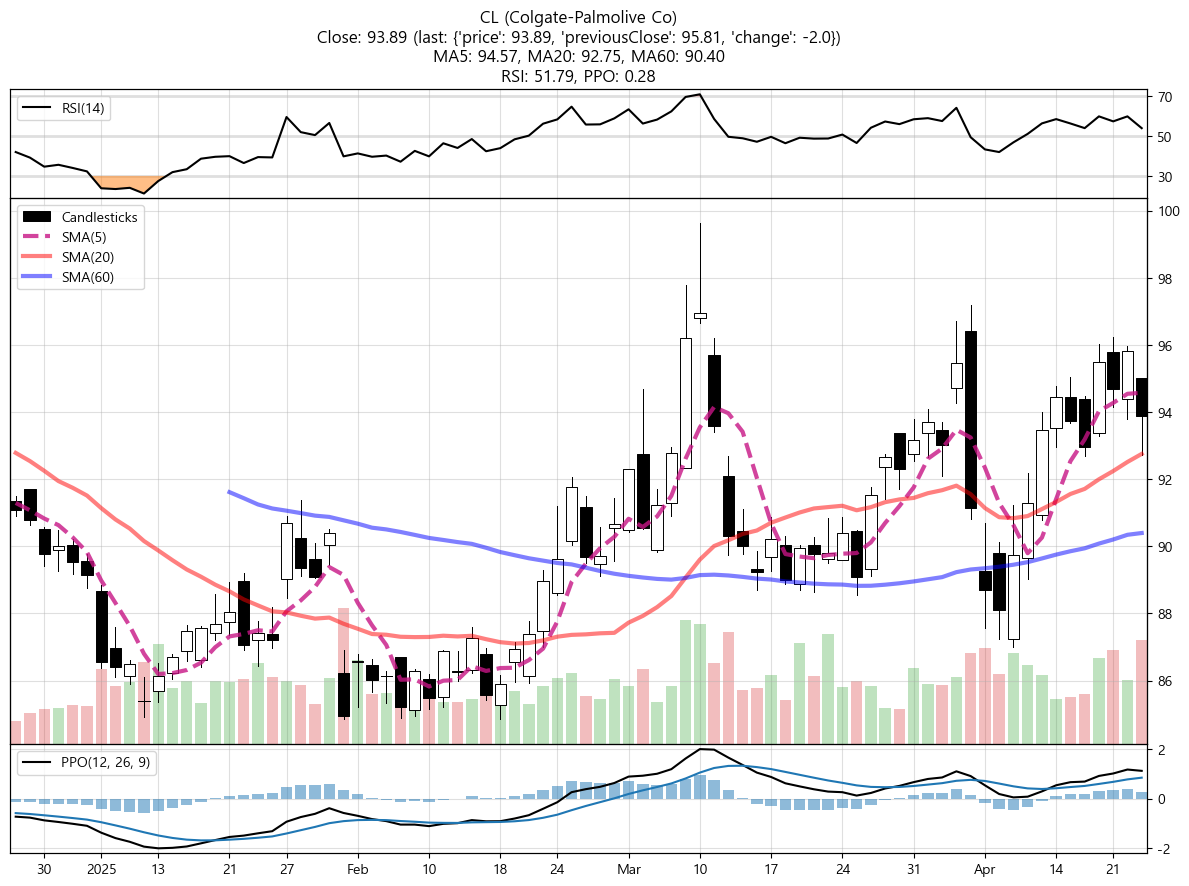 CL (Colgate-Palmolive Co)
Close: 93.89 (last: {'price': 93.89, 'previousClose': 95.81, 'change': -2.0})
MA5: 94.57, MA20: 92.75, MA60: 90.40
RSI: 51.79, PPO: 0.28
RSI(14)
70
50
30
Candlesticks
SMA(5)
SMA(20)
SMA(60)
100
98
96
94
92
90
88
86
PPO(12, 26, 9)
2
0
-2
30 2025 13 21 27 Feb 10 18 24 Mar 10 17 24 31 Apr 14 21